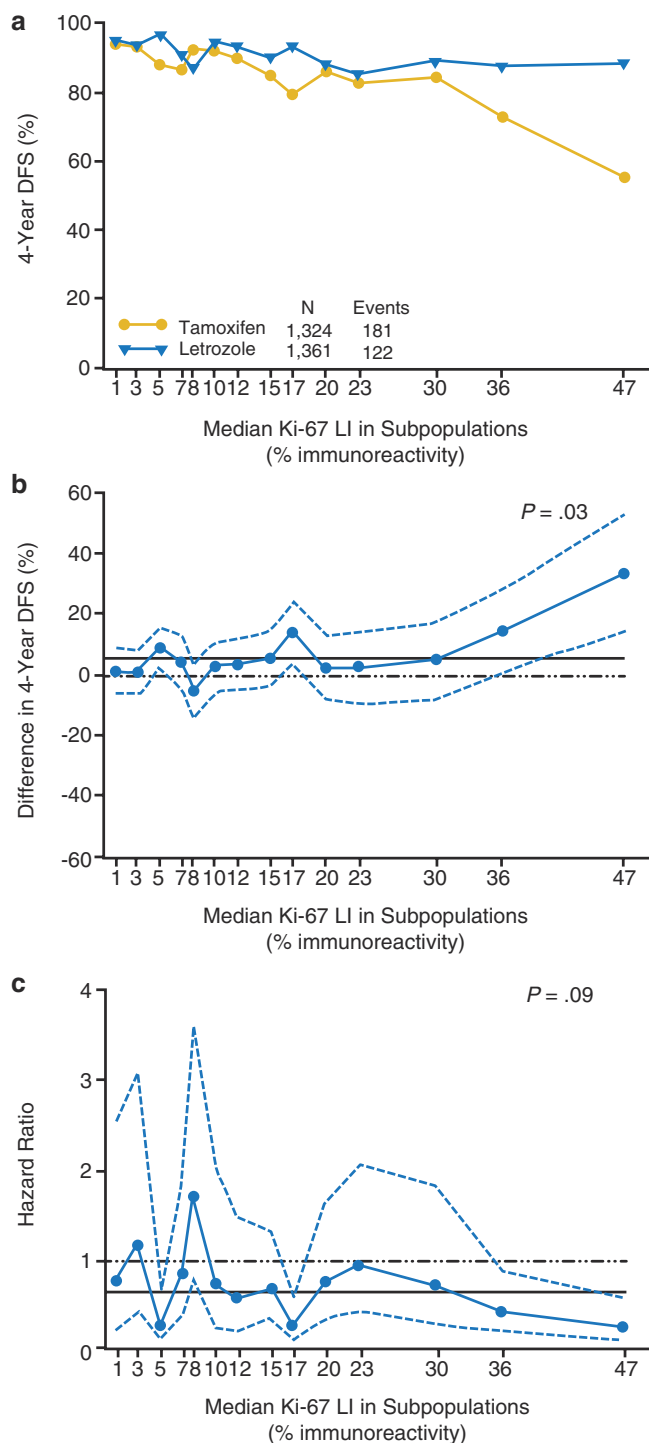 a
100
80
60
40
20
0
4-Year DFS (%)
N Events
Tamoxifen 1,324 181
Letrozole 1,361 122
1 3 5 7 8 10 12 15 17 20 23 30 36 47
Median Ki-67 LI in Subpopulations
(% immunoreactivity)
b
60
40
20
0
-20
-40
-60
Difference in 4-Year DFS (%)
P = .03
1 3 5 7 8 10 12 15 17 20 23 30 36 47
Median Ki-67 LI in Subpopulations
(% immunoreactivity)
c
4
3
2
1
0
Hazard Ratio
P = .09
1 3 5 7 8 10 12 15 17 20 23 30 36 47
Median Ki-67 LI in Subpopulations
(% immunoreactivity)